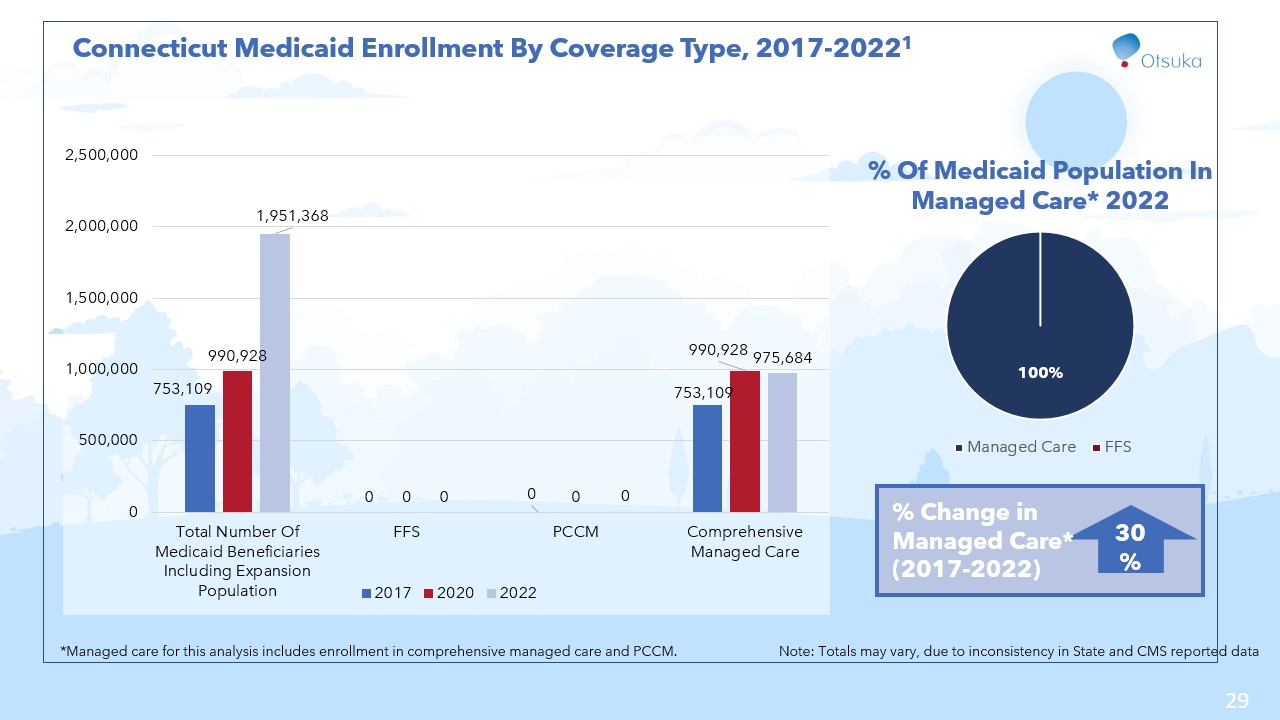 Connecticut Medicaid Enrollment By Coverage Type, 2017-2022¹
Otsuka
2,500,000
2,000,000
1,500,000
1,000,000
500,000
0
753,109
990,928
1,951,368
0
0
0
0
0
0
753,109
990,928
975,684
Total Number Of
Medicaid Beneficiaries
Including Expansion
Population
FFS
PCCM
Comprehensive
Managed Care
2017
2020
2022
% Of Medicaid Population In
Managed Care* 2022
100%
Managed Care
FFS
% Change in
Managed Care*
(2017-2022)
30
%
*Managed care for this analysis includes enrollment in comprehensive managed care and PCCM.
Note: Totals may vary, due to inconsistency in State and CMS reported data
29